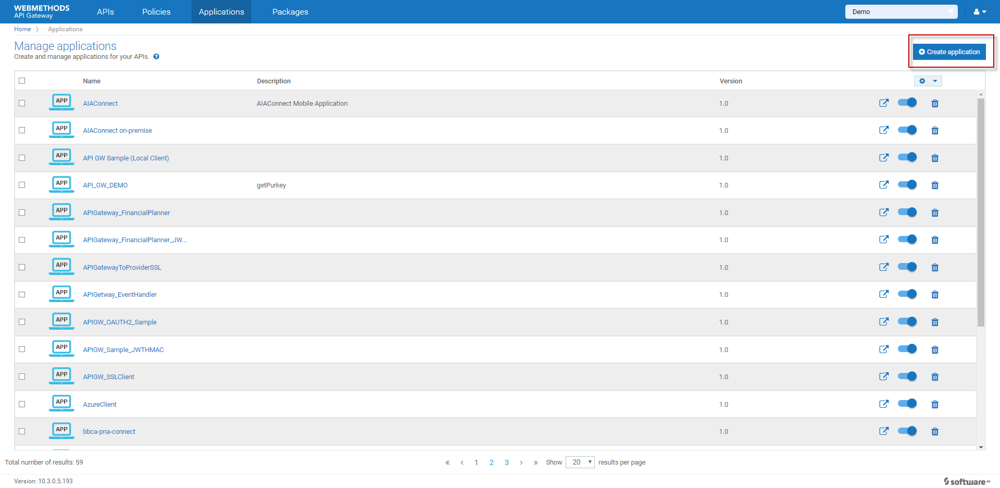 WEBMETHODS
API Gateway
APIs Policies Applications Packages
Demo
Home Applications
Manage applications
Create and manage applications for your APIs. ?
Create application
Name Description Version
APP AIAConnect AIAConnect Mobile Application 1.0
APP AIAConnect on-premise 1.0
APP API GW Sample (Local Client) 1.0
APP API_GW_DEMO getPurkey 1.0
APP APIGateway_FinancialPlanner 1.0
APP APIGateway_FinancialPlanner_JW... 1.0
APP APIGatewayToProviderSSL 1.0
APP APIGetway_EventHandler 1.0
APP APIGW_OAUTH2_Sample 1.0
APP APIGW_Sample_JWTHMAC 1.0
APP APIGW_SSLClient 1.0
APP AzureClient 1.0
APP bbca-pna-connect 1.0
Total number of results: 59 « ‹ 1 2 3 › » Show 20 results per page
Version: 10.3.0.5.193
software AG